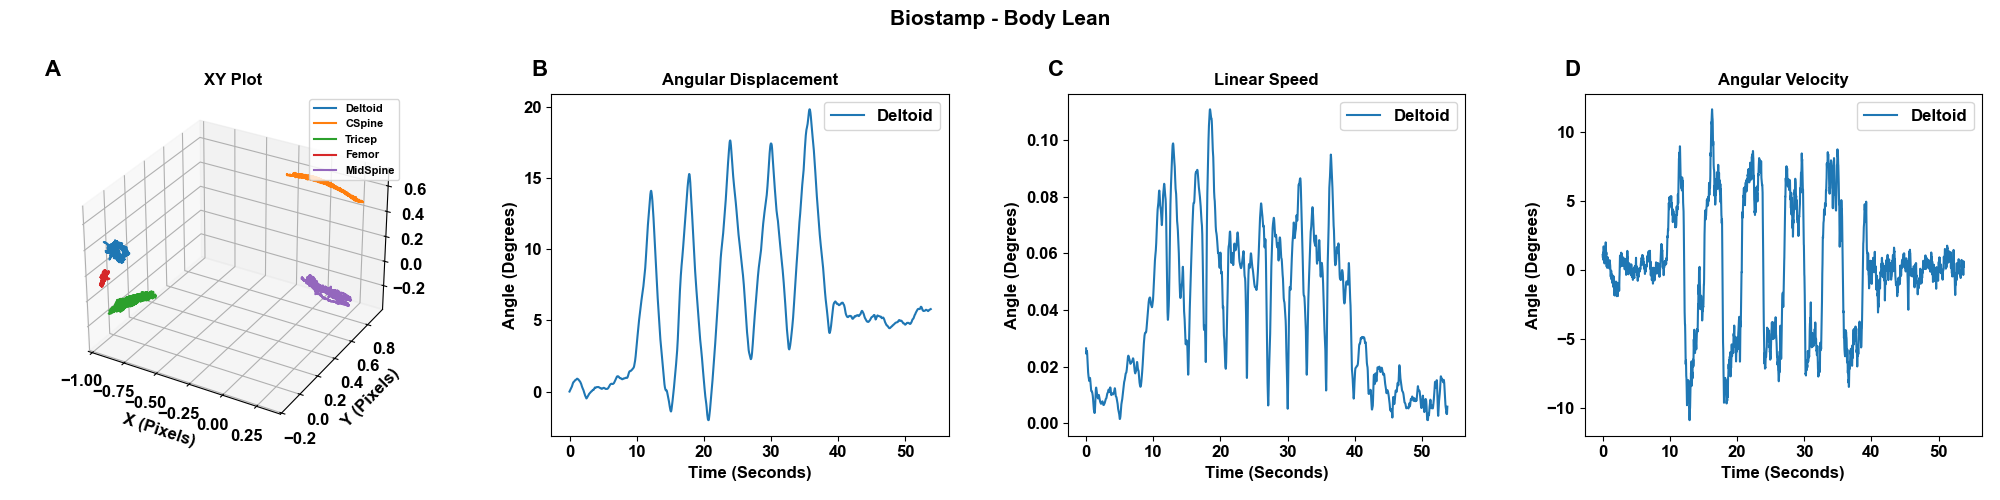 Biostamp - Body Lean
A
XY Plot
Deltoid
CSpine
Tricep
Femor
MidSpine
0.6
0.4
0.2
0.0
−0.2
−1.00
−0.75
−0.50
−0.25
0.00
0.25
X (Pixels)
−0.2
0.0
0.2
0.4
0.6
0.8
Y (Pixels)
B
Angular Displacement
Deltoid
20
15
10
5
0
Angle (Degrees)
0 10 20 30 40 50
Time (Seconds)
C
Linear Speed
Deltoid
0.10
0.08
0.06
0.04
0.02
0.00
Angle (Degrees)
0 10 20 30 40 50
Time (Seconds)
D
Angular Velocity
Deltoid
10
5
0
−5
−10
Angle (Degrees)
0 10 20 30 40 50
Time (Seconds)